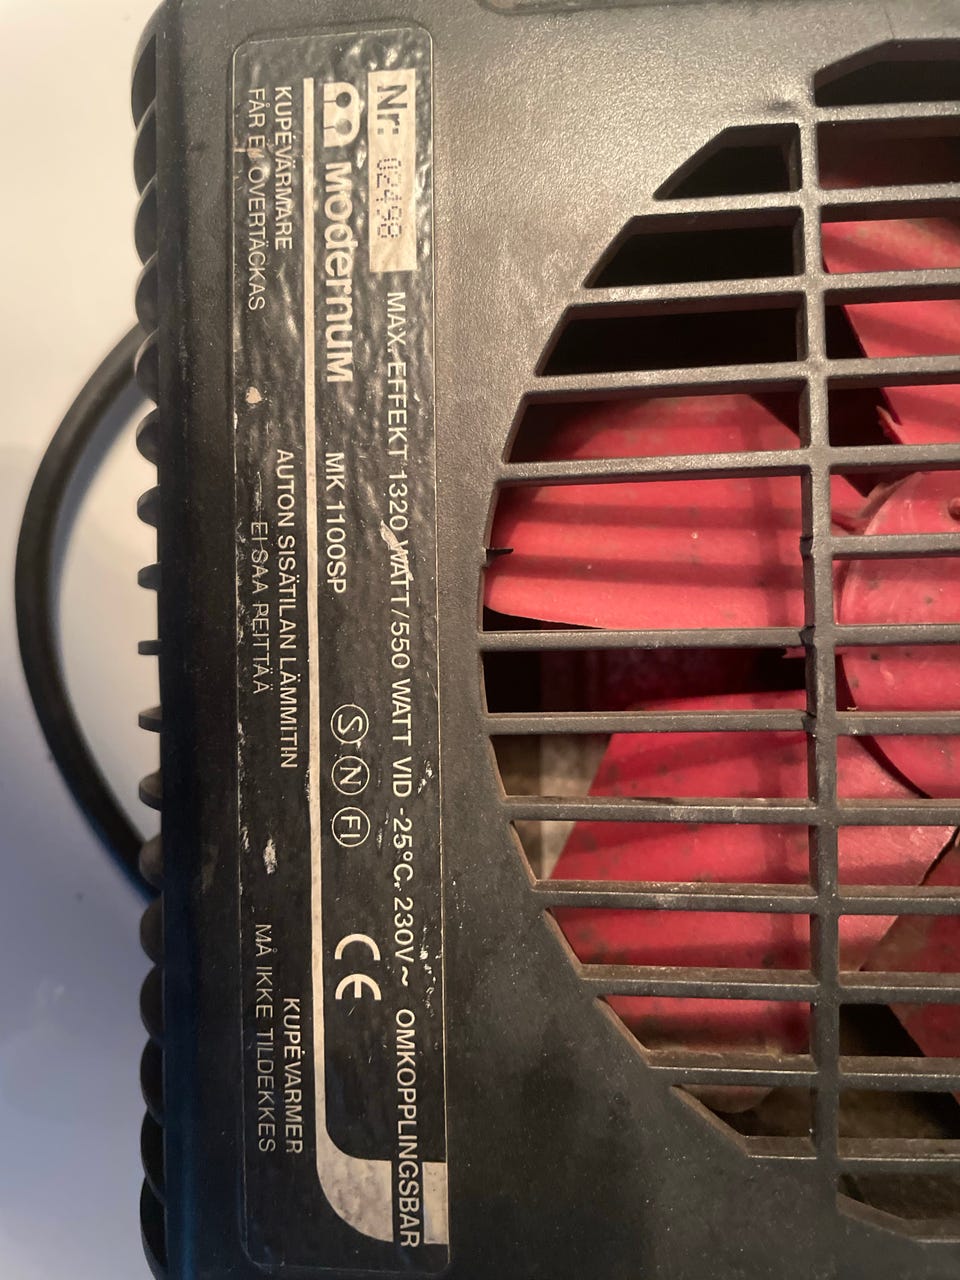 Nr: 02498 MAX. EFFEKT 1320 WATT/550 WATT VID -25°C. 230V~ OMKOPPLINGSBAR
Modernum MK 1100SP S N FI CE
KUPÉVÄRMARE AUTON SISÄTILAN LÄMMITIN KUPÉVARMER
FÅR EJ ÖVERTÄCKAS EI SAA PEITTÄÄ MÅ IKKE TILDEKKES